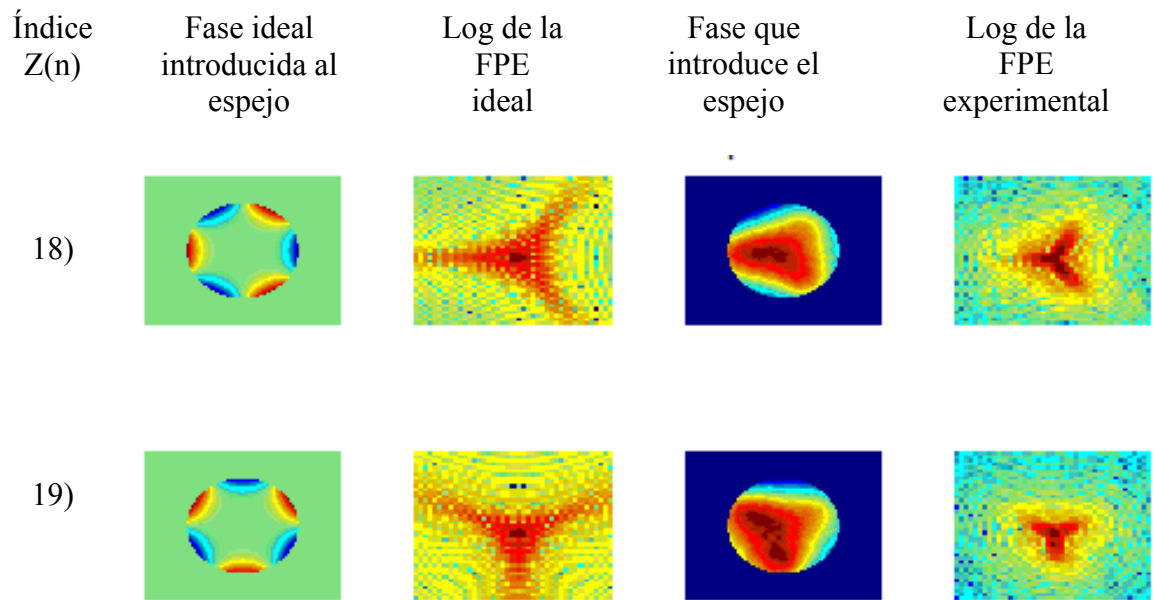 Índice
Z(n)
Fase ideal
introducida al
espejo
Log de la
FPE
ideal
Fase que
introduce el
espejo
Log de la
FPE
experimental
18)
19)